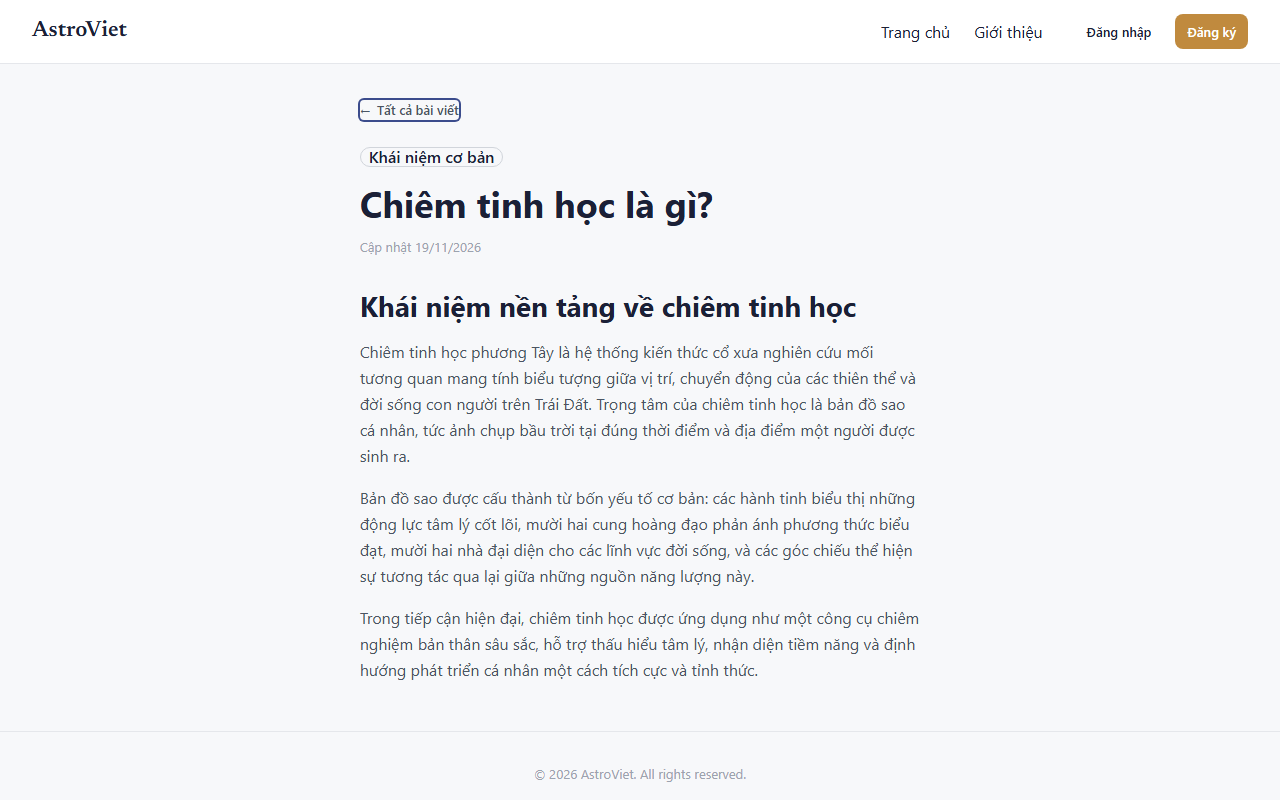 AstroViet
Trang chủ
Giới thiệu
Đăng nhập
Đăng ký
← Tất cả bài viết
Khái niệm cơ bản
Chiêm tinh học là gì?
Cập nhật 19/11/2026
Khái niệm nền tảng về chiêm tinh học
Chiêm tinh học phương Tây là hệ thống kiến thức cổ xưa nghiên cứu mối
tương quan mang tính biểu tượng giữa vị trí, chuyển động của các thiên thể và
đời sống con người trên Trái Đất. Trọng tâm của chiêm tinh học là bản đồ sao
cá nhân, tức ảnh chụp bầu trời tại đúng thời điểm và địa điểm một người được
sinh ra.
Bản đồ sao được cấu thành từ bốn yếu tố cơ bản: các hành tinh biểu thị những
động lực tâm lý cốt lõi, mười hai cung hoàng đạo phản ánh phương thức biểu
đạt, mười hai nhà đại diện cho các lĩnh vực đời sống, và các góc chiếu thể hiện
sự tương tác qua lại giữa những nguồn năng lượng này.
Trong tiếp cận hiện đại, chiêm tinh học được ứng dụng như một công cụ chiêm
nghiệm bản thân sâu sắc, hỗ trợ thấu hiểu tâm lý, nhận diện tiềm năng và định
hướng phát triển cá nhân một cách tích cực và tỉnh thức.
© 2026 AstroViet. All rights reserved.